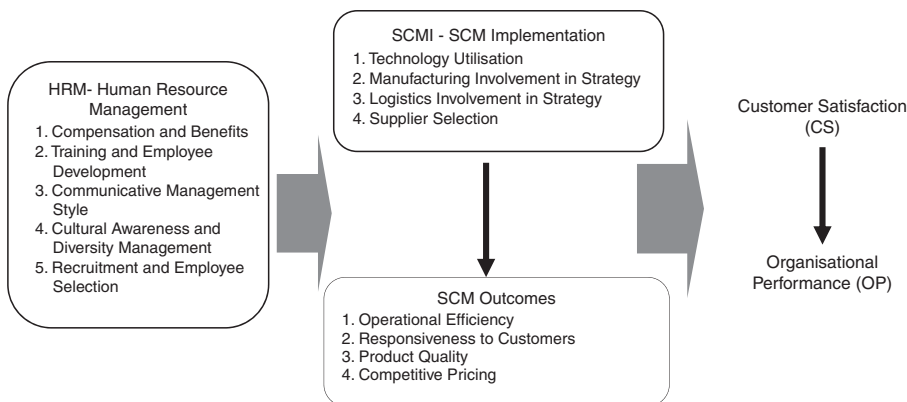 HRM- Human Resource
Management
1. Compensation and Benefits
2. Training and Employee
Development
3. Communicative Management
Style
4. Cultural Awareness and
Diversity Management
5. Recruitment and Employee
Selection
SCMI - SCM Implementation
1. Technology Utilisation
2. Manufacturing Involvement in Strategy
3. Logistics Involvement in Strategy
4. Supplier Selection
SCM Outcomes
1. Operational Efficiency
2. Responsiveness to Customers
3. Product Quality
4. Competitive Pricing
Customer Satisfaction
(CS)
Organisational
Performance (OP)